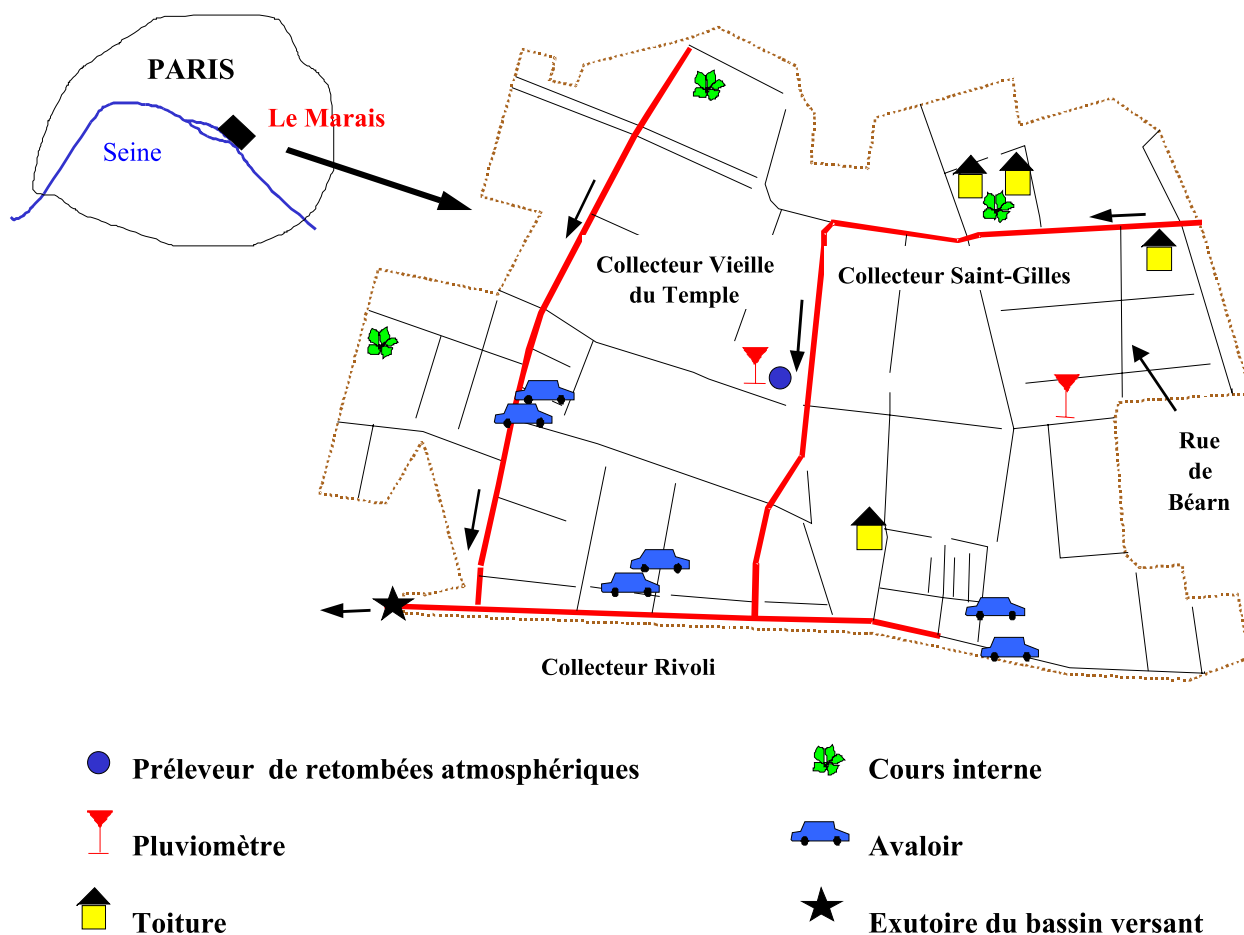 PARIS
Le Marais
Seine
Collecteur Vieille
du Temple
Collecteur Saint-Gilles
Rue
de
Béarn
Collecteur Rivoli
Préleveur de retombées atmosphériques
Cours interne
Pluviomètre
Avaloir
Toiture
Exutoire du bassin versant